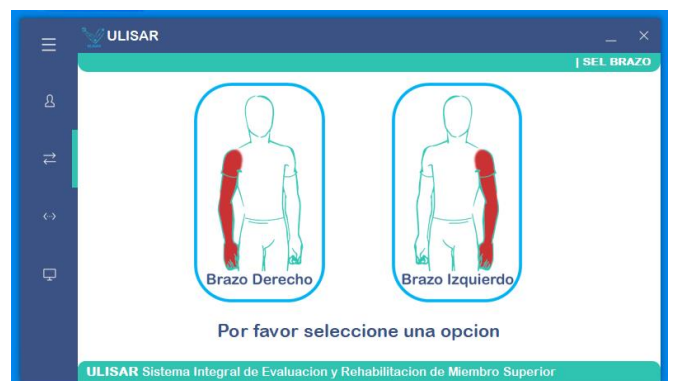 ULISAR
| SEL BRAZO
Brazo Derecho
Brazo Izquierdo
Por favor seleccione una opcion
ULISAR Sistema Integral de Evaluacion y Rehabilitacion de Miembro Superior